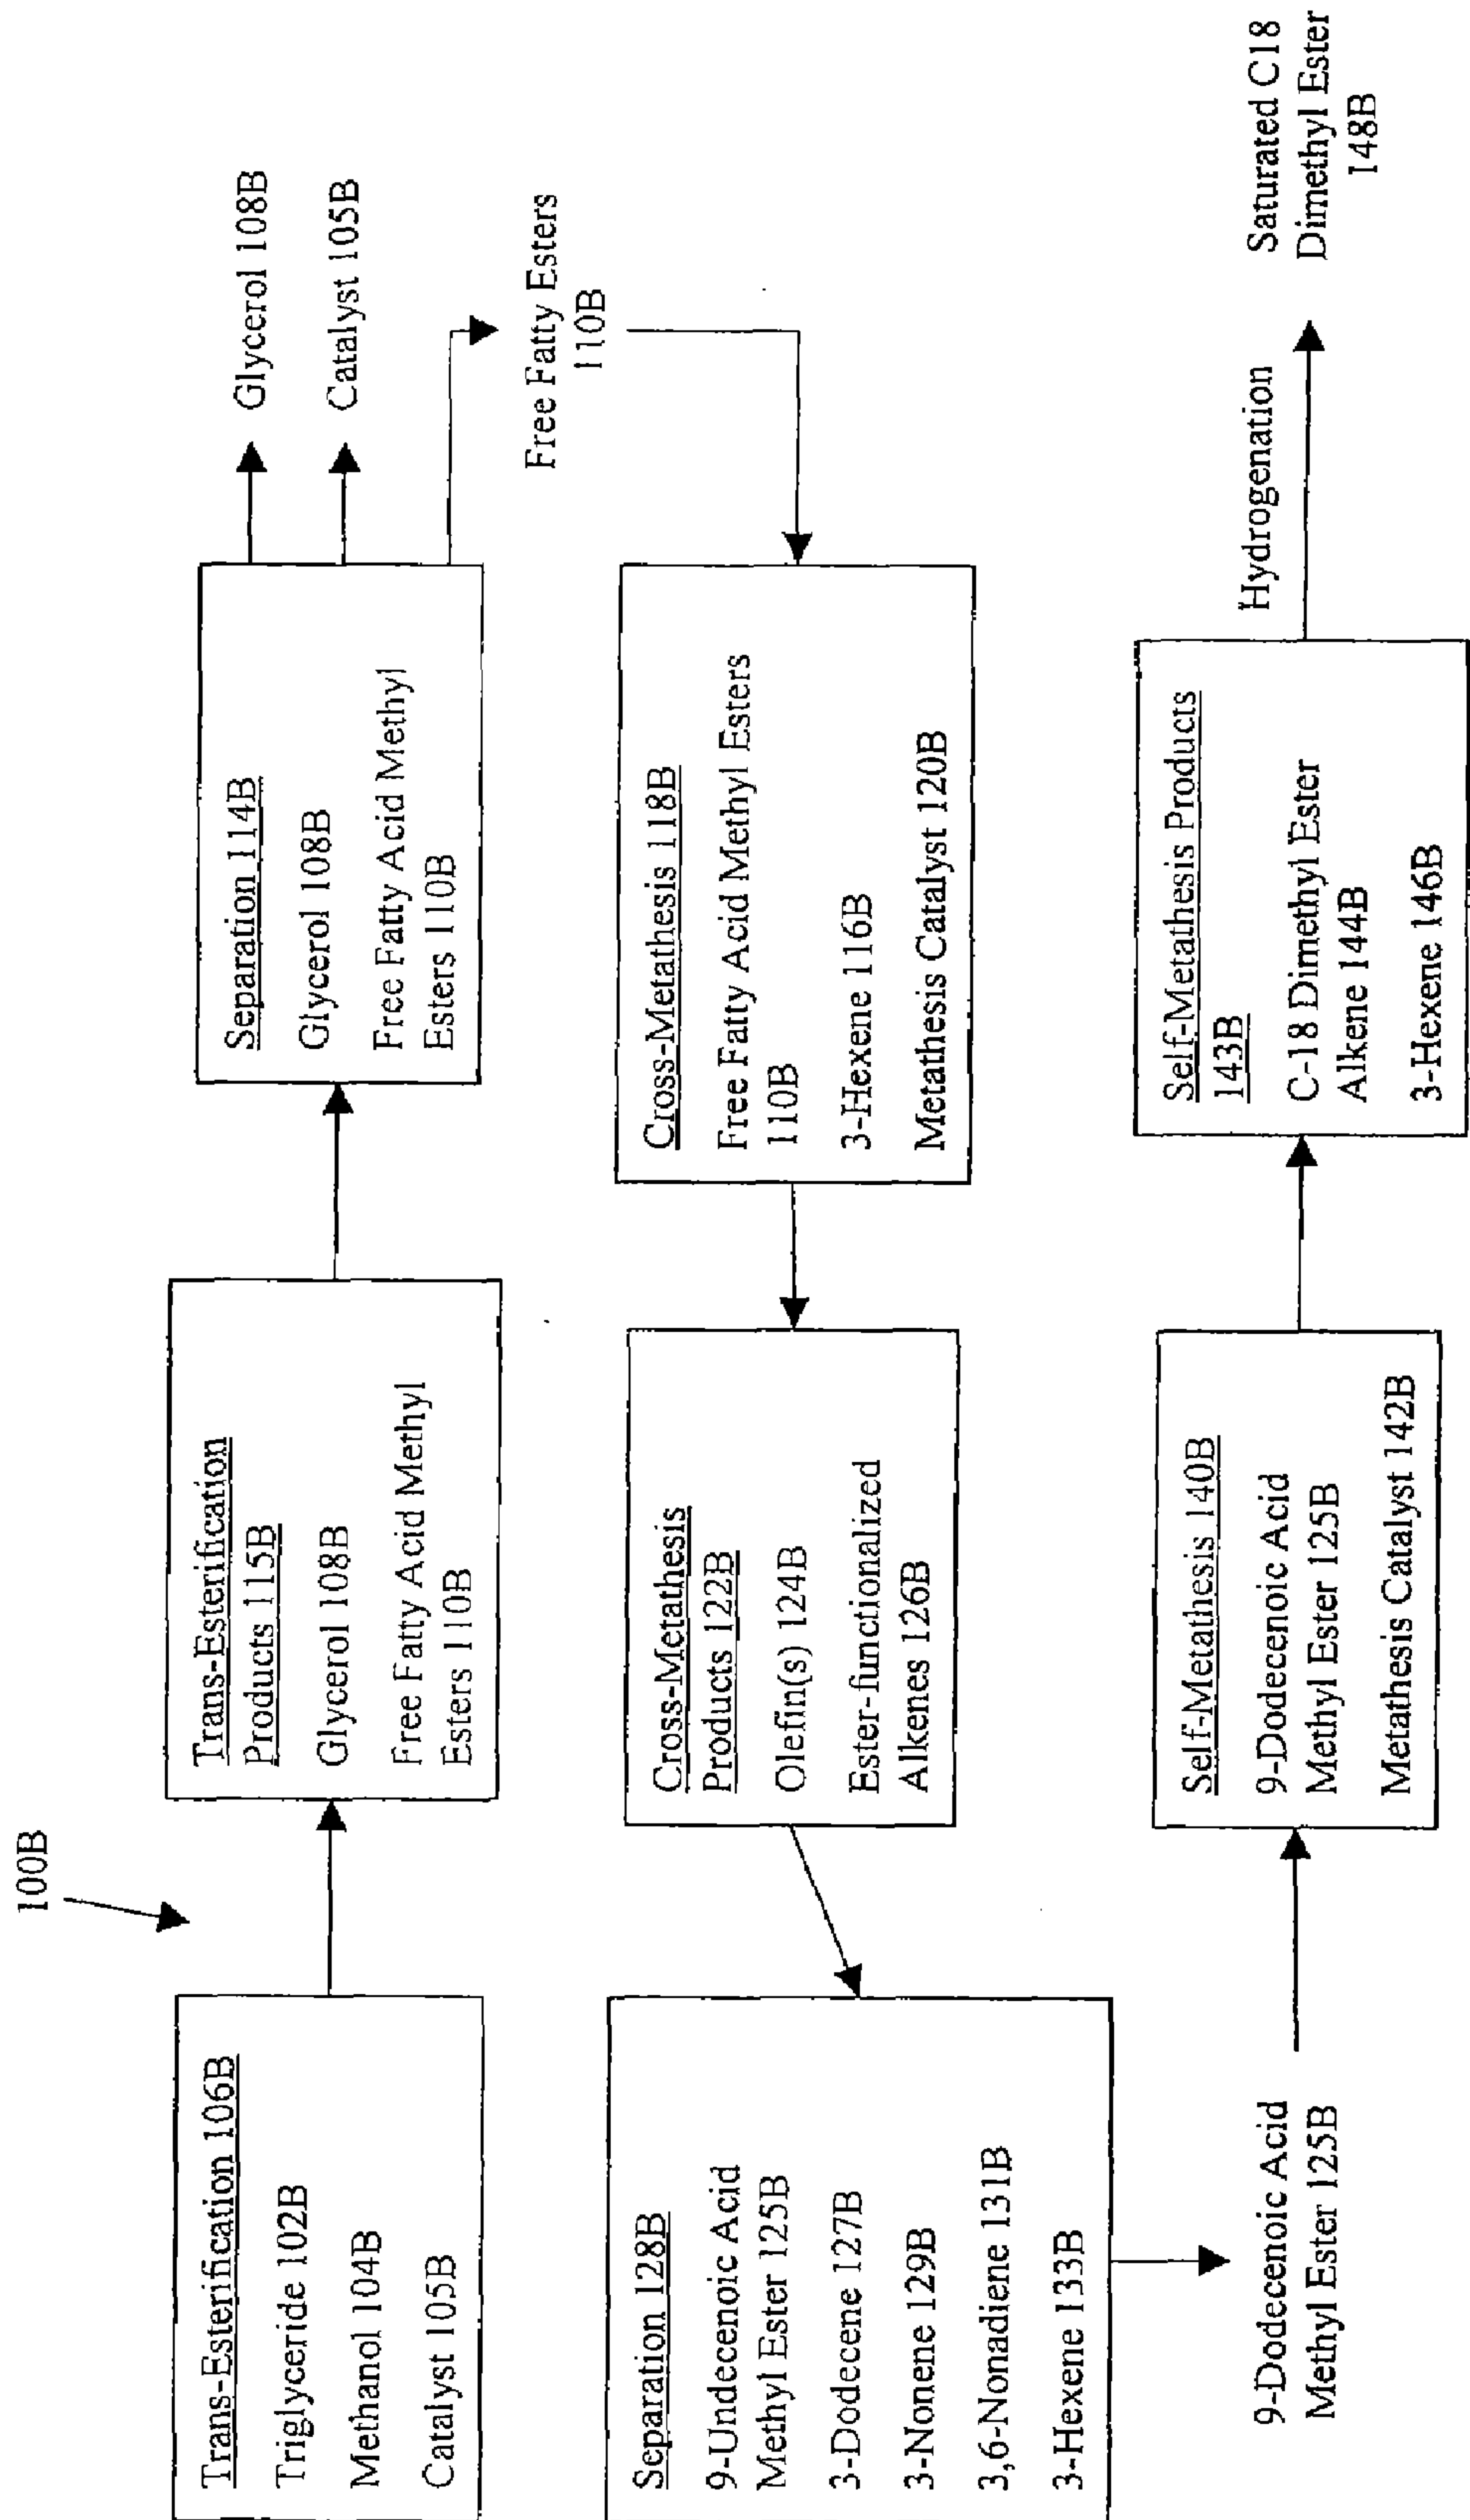 100B
Trans-Esterification 106B
Triglyceride 102B
Methanol 104B
Catalyst 105B
Trans-Esterification
Products 115B
Glycerol 108B
Free Fatty Acid Methyl
Esters 110B
Separation 114B
Glycerol 108B
Free Fatty Acid Methyl
Esters 110B
Glycerol 108B
Catalyst 105B
Free Fatty Esters
110B
Cross-Metathesis 118B
Free Fatty Acid Methyl Esters
110B
3-Hexene 116B
Metathesis Catalyst 120B
Cross-Metathesis
Products 122B
Olefin(s) 124B
Ester-functionalized
Alkenes 126B
Separation 128B
9-Undecenoic Acid
Methyl Ester 125B
3-Dodecene 127B
3-Nonene 129B
3,6-Nonadiene 131B
3-Hexene 133B
9-Dodecenoic Acid
Methyl Ester 125B
Self-Metathesis 140B
9-Dodecenoic Acid
Methyl Ester 125B
Metathesis Catalyst 142B
Self-Metathesis Products
143B
C-18 Dimethyl Ester
Alkene 144B
3-Hexene 146B
Hydrogenation
Saturated C18
Dimethyl Ester
148B